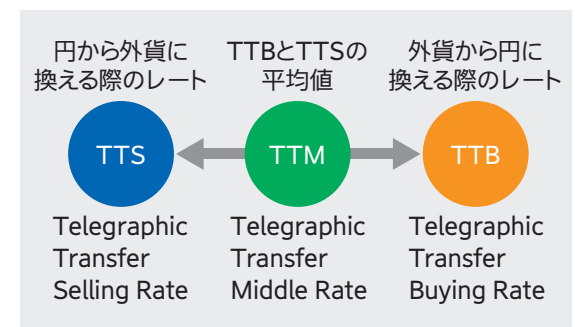 円から外貨に
換える際のレート
TTBとTTSの
平均値
外貨から円に
換える際のレート
TTS
TTM
TTB
Telegraphic
Transfer
Selling Rate
Telegraphic
Transfer
Middle Rate
Telegraphic
Transfer
Buying Rate